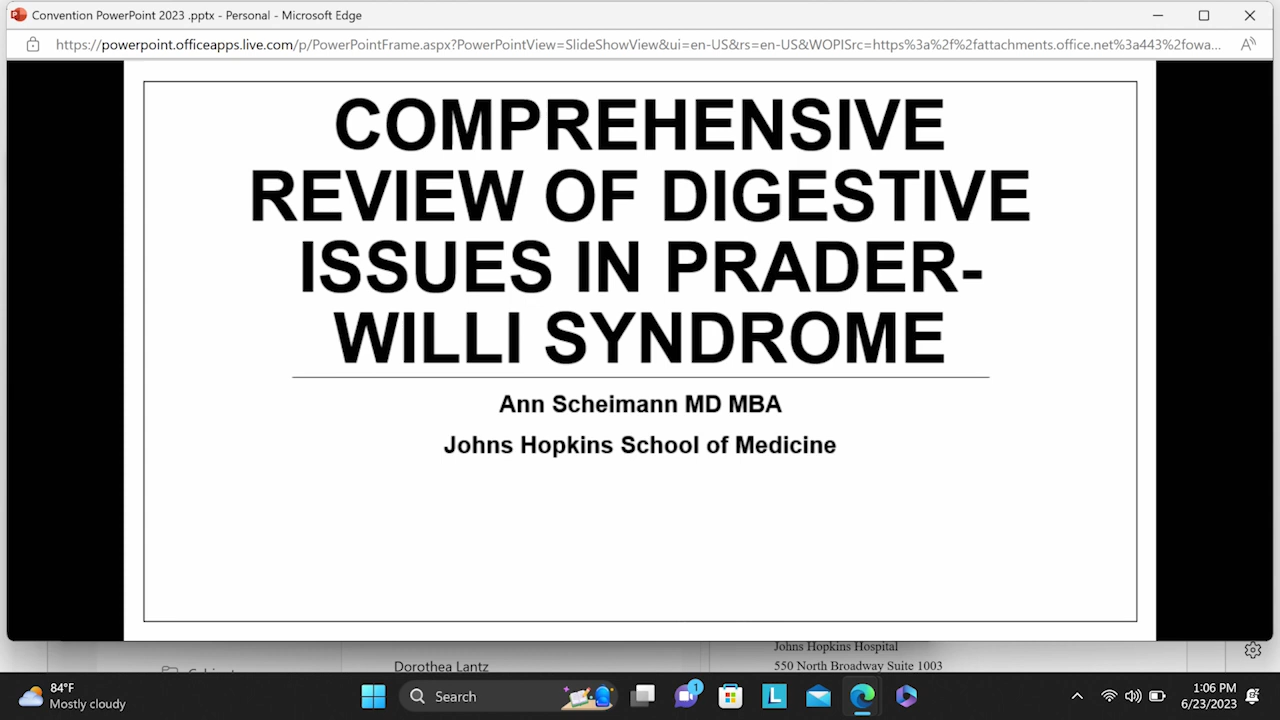 Convention PowerPoint 2023 .pptx - Personal - Microsoft Edge
https://powerpoint.officeapps.live.com/p/PowerPointFrame.aspx?PowerPointView=SlideShowView&ui=en-US&rs=en-US&WOPISrc=https%3a%2f%2fattachments.office.net%3a443%2fowa...
COMPREHENSIVE
REVIEW OF DIGESTIVE
ISSUES IN PRADER-
WILLI SYNDROME
Ann Scheimann MD MBA
Johns Hopkins School of Medicine
Johns Hopkins Hospital
Dorothea Lantz
550 North Broadway Suite 1003
84°F
Mostly cloudy
Search
1
L
1:06 PM
6/23/2023